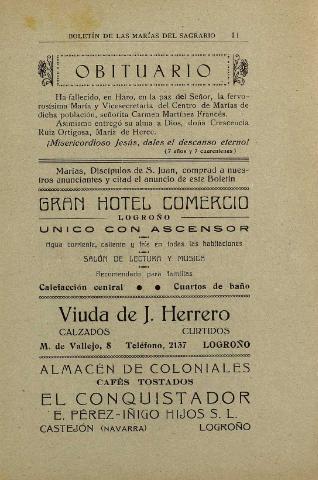 BOLETÍN DE LAS MARÍAS DEL SAGRARIO 11
OBITUARIO
Ha fallecido, en Haro, en la paz del Señor, la fervo-
rosísima María y Vicesecretaria del Centro de Marías de
dicha población, señorita Carmen Martínez Francés.
Asimismo entregó su alma a Dios, doña Crescencia
Ruiz Ortigosa, María de Herce.
¡Misericordioso Jesús, dales el descanso eterno!
(7 años y 7 cuarentenas)
Marías, Discípulos de S. Juan, comprad a nues-
tros anunciantes y citad el anuncio de este Boletín
GRAN HOTEL COMERCIO
LOGROÑO
UNICO CON ASCENSOR
Agua corriente, caliente y fría en todas las habitaciones
SALÓN DE LECTURA Y MUSICA
Recomendado para familias
Calefacción central ● ● Cuartos de baño
Viuda de J. Herrero
CALZADOS CURTIDOS
M. de Vallejo, 8 Teléfono, 2137 LOGROÑO
ALMACÉN DE COLONIALES
CAFÉS TOSTADOS
EL CONQUISTADOR
E. PÉREZ-IÑIGO HIJOS S. L.
CASTEJÓN (NAVARRA) LOGROÑO